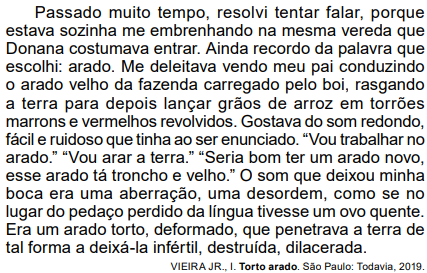 Passado muito tempo, resolvi tentar falar, porque
estava sozinha me embrenhando na mesma vereda que
Donana costumava entrar. Ainda recordo da palavra que
escolhi: arado. Me deleitava vendo meu pai conduzindo
o arado velho da fazenda carregado pelo boi, rasgando
a terra para depois lançar grãos de arroz em torrões
marrons e vermelhos revolvidos. Gostava do som redondo,
fácil e ruidoso que tinha ao ser enunciado. “Vou trabalhar no
arado.” “Vou arar a terra.” “Seria bom ter um arado novo,
esse arado tá troncho e velho.” O som que deixou minha
boca era uma aberração, uma desordem, como se no
lugar do pedaço perdido da língua tivesse um ovo quente.
Era um arado torto, deformado, que penetrava a terra de
tal forma a deixá-la infértil, destruída, dilacerada.
VIEIRA JR., I. Torto arado. São Paulo: Todavia, 2019.